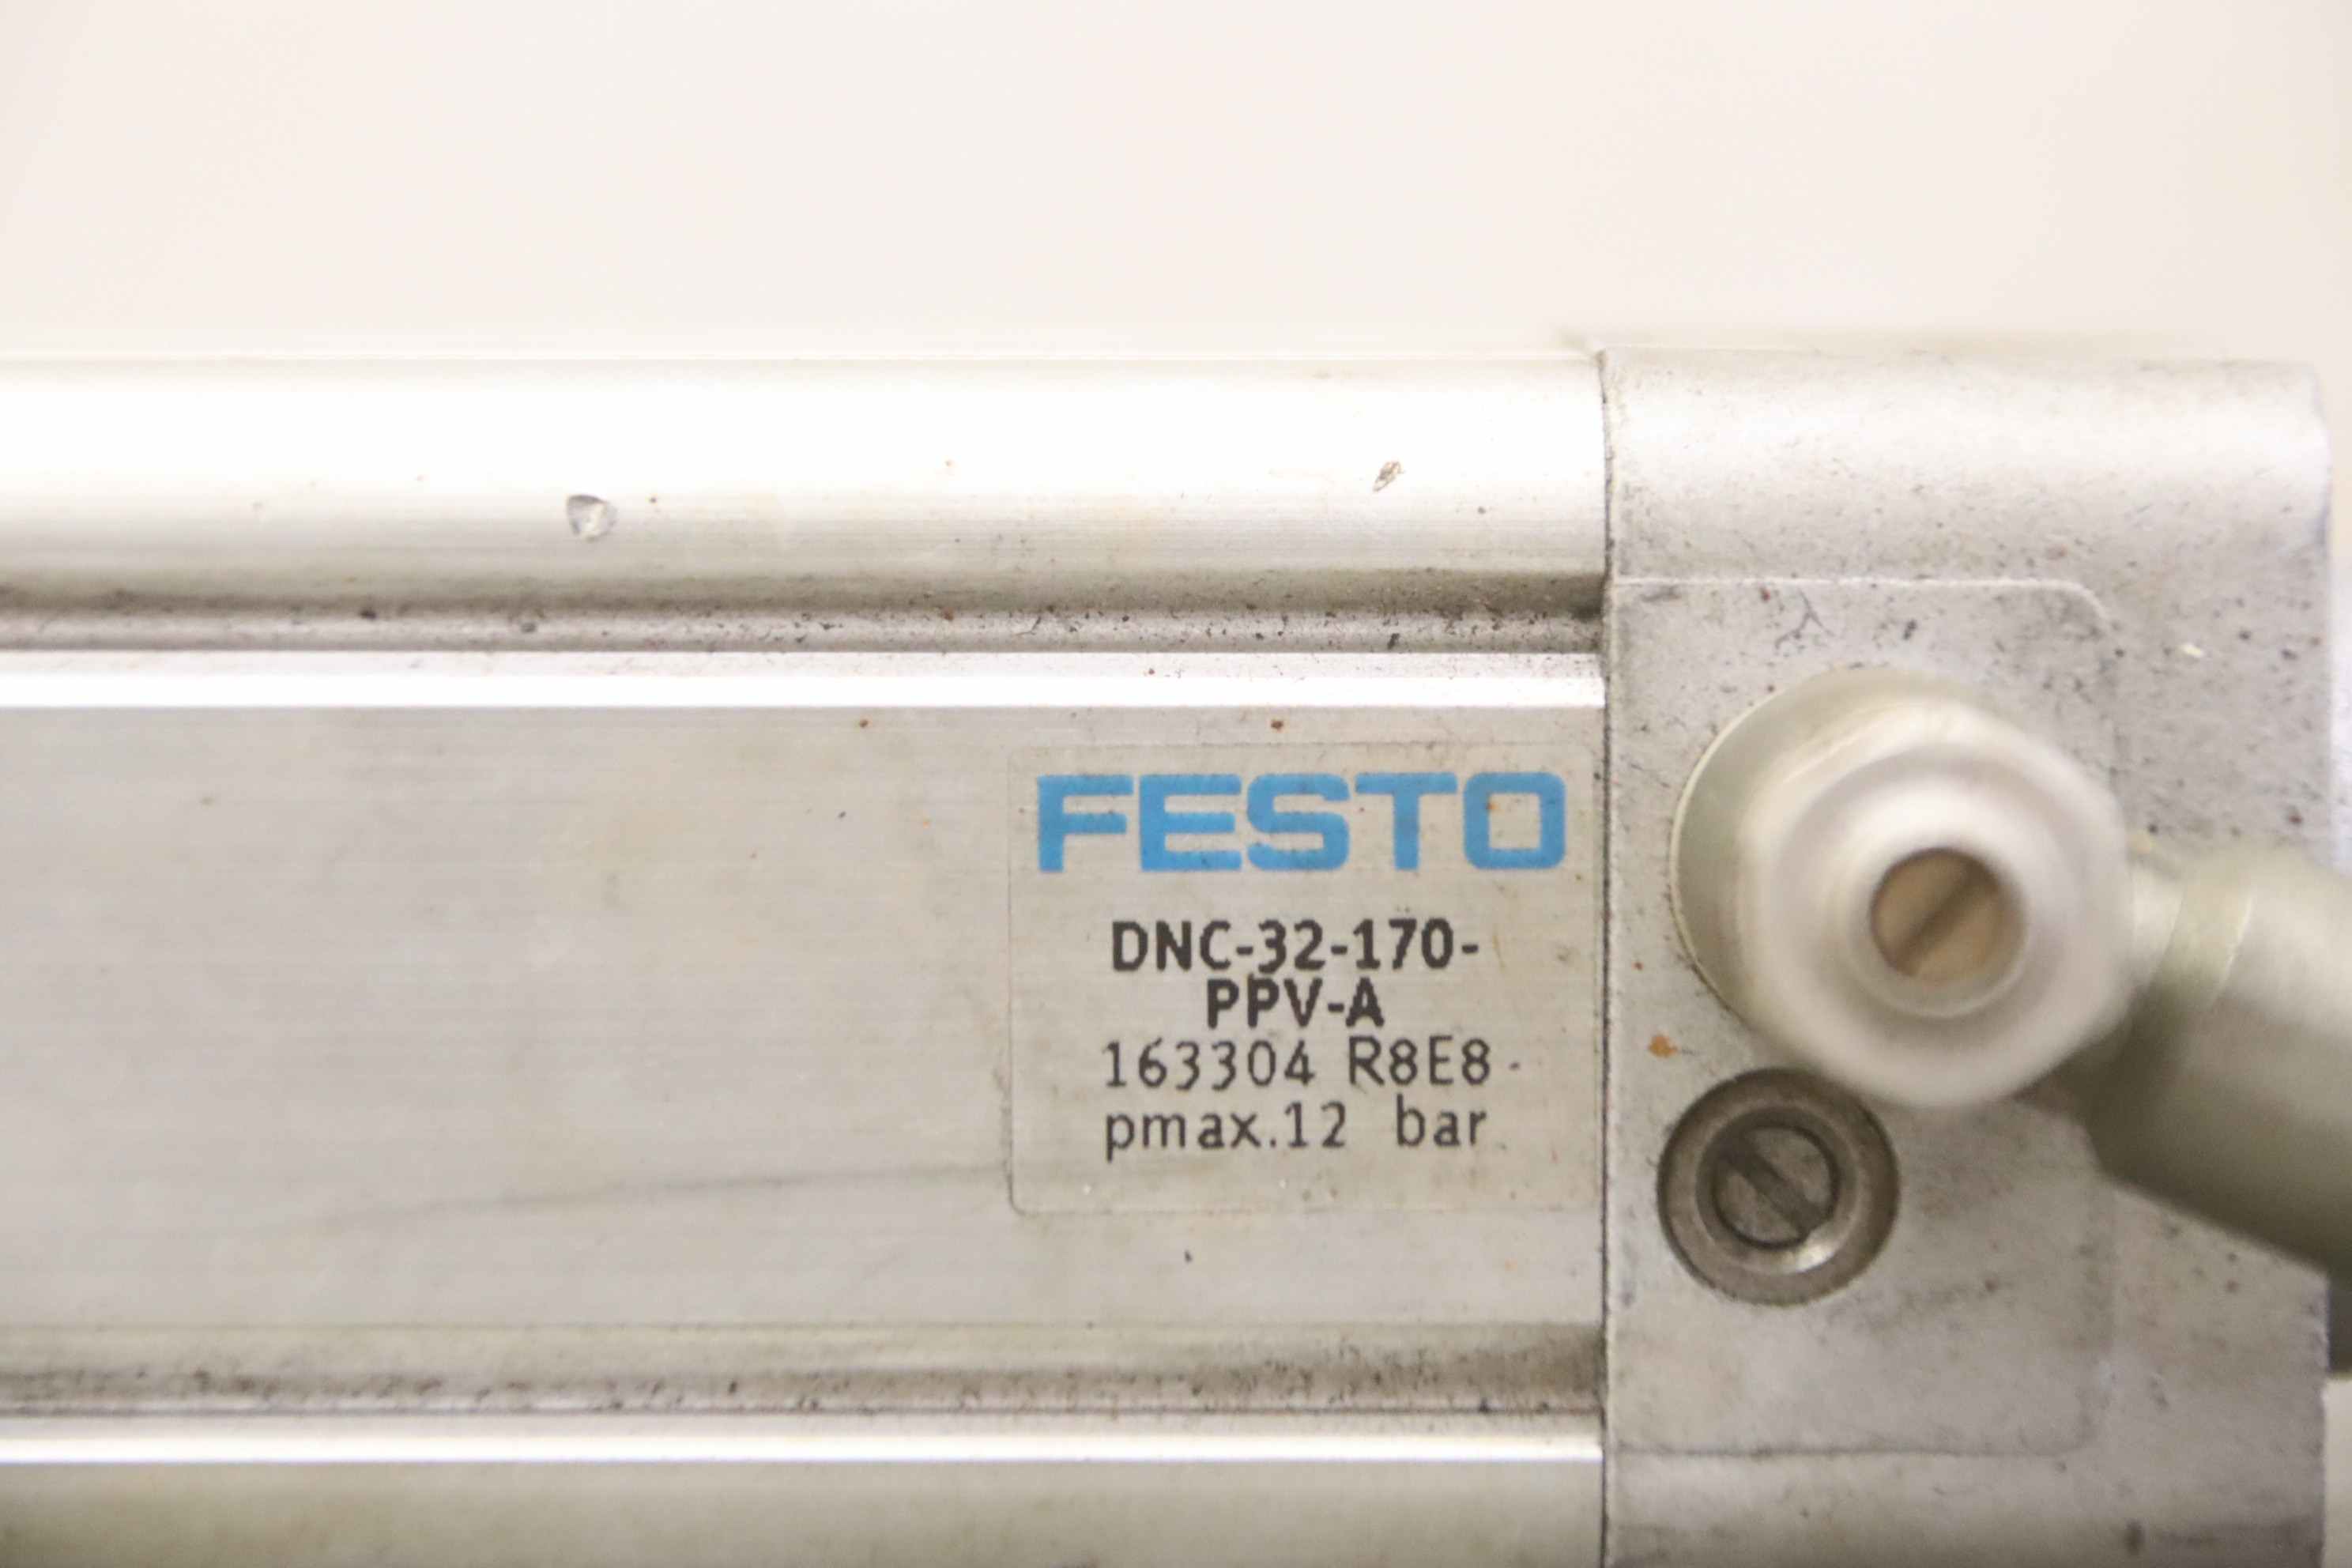 FESTO
DNC-32-170-
PPV-A
163304 R8E8
pmax.12 bar